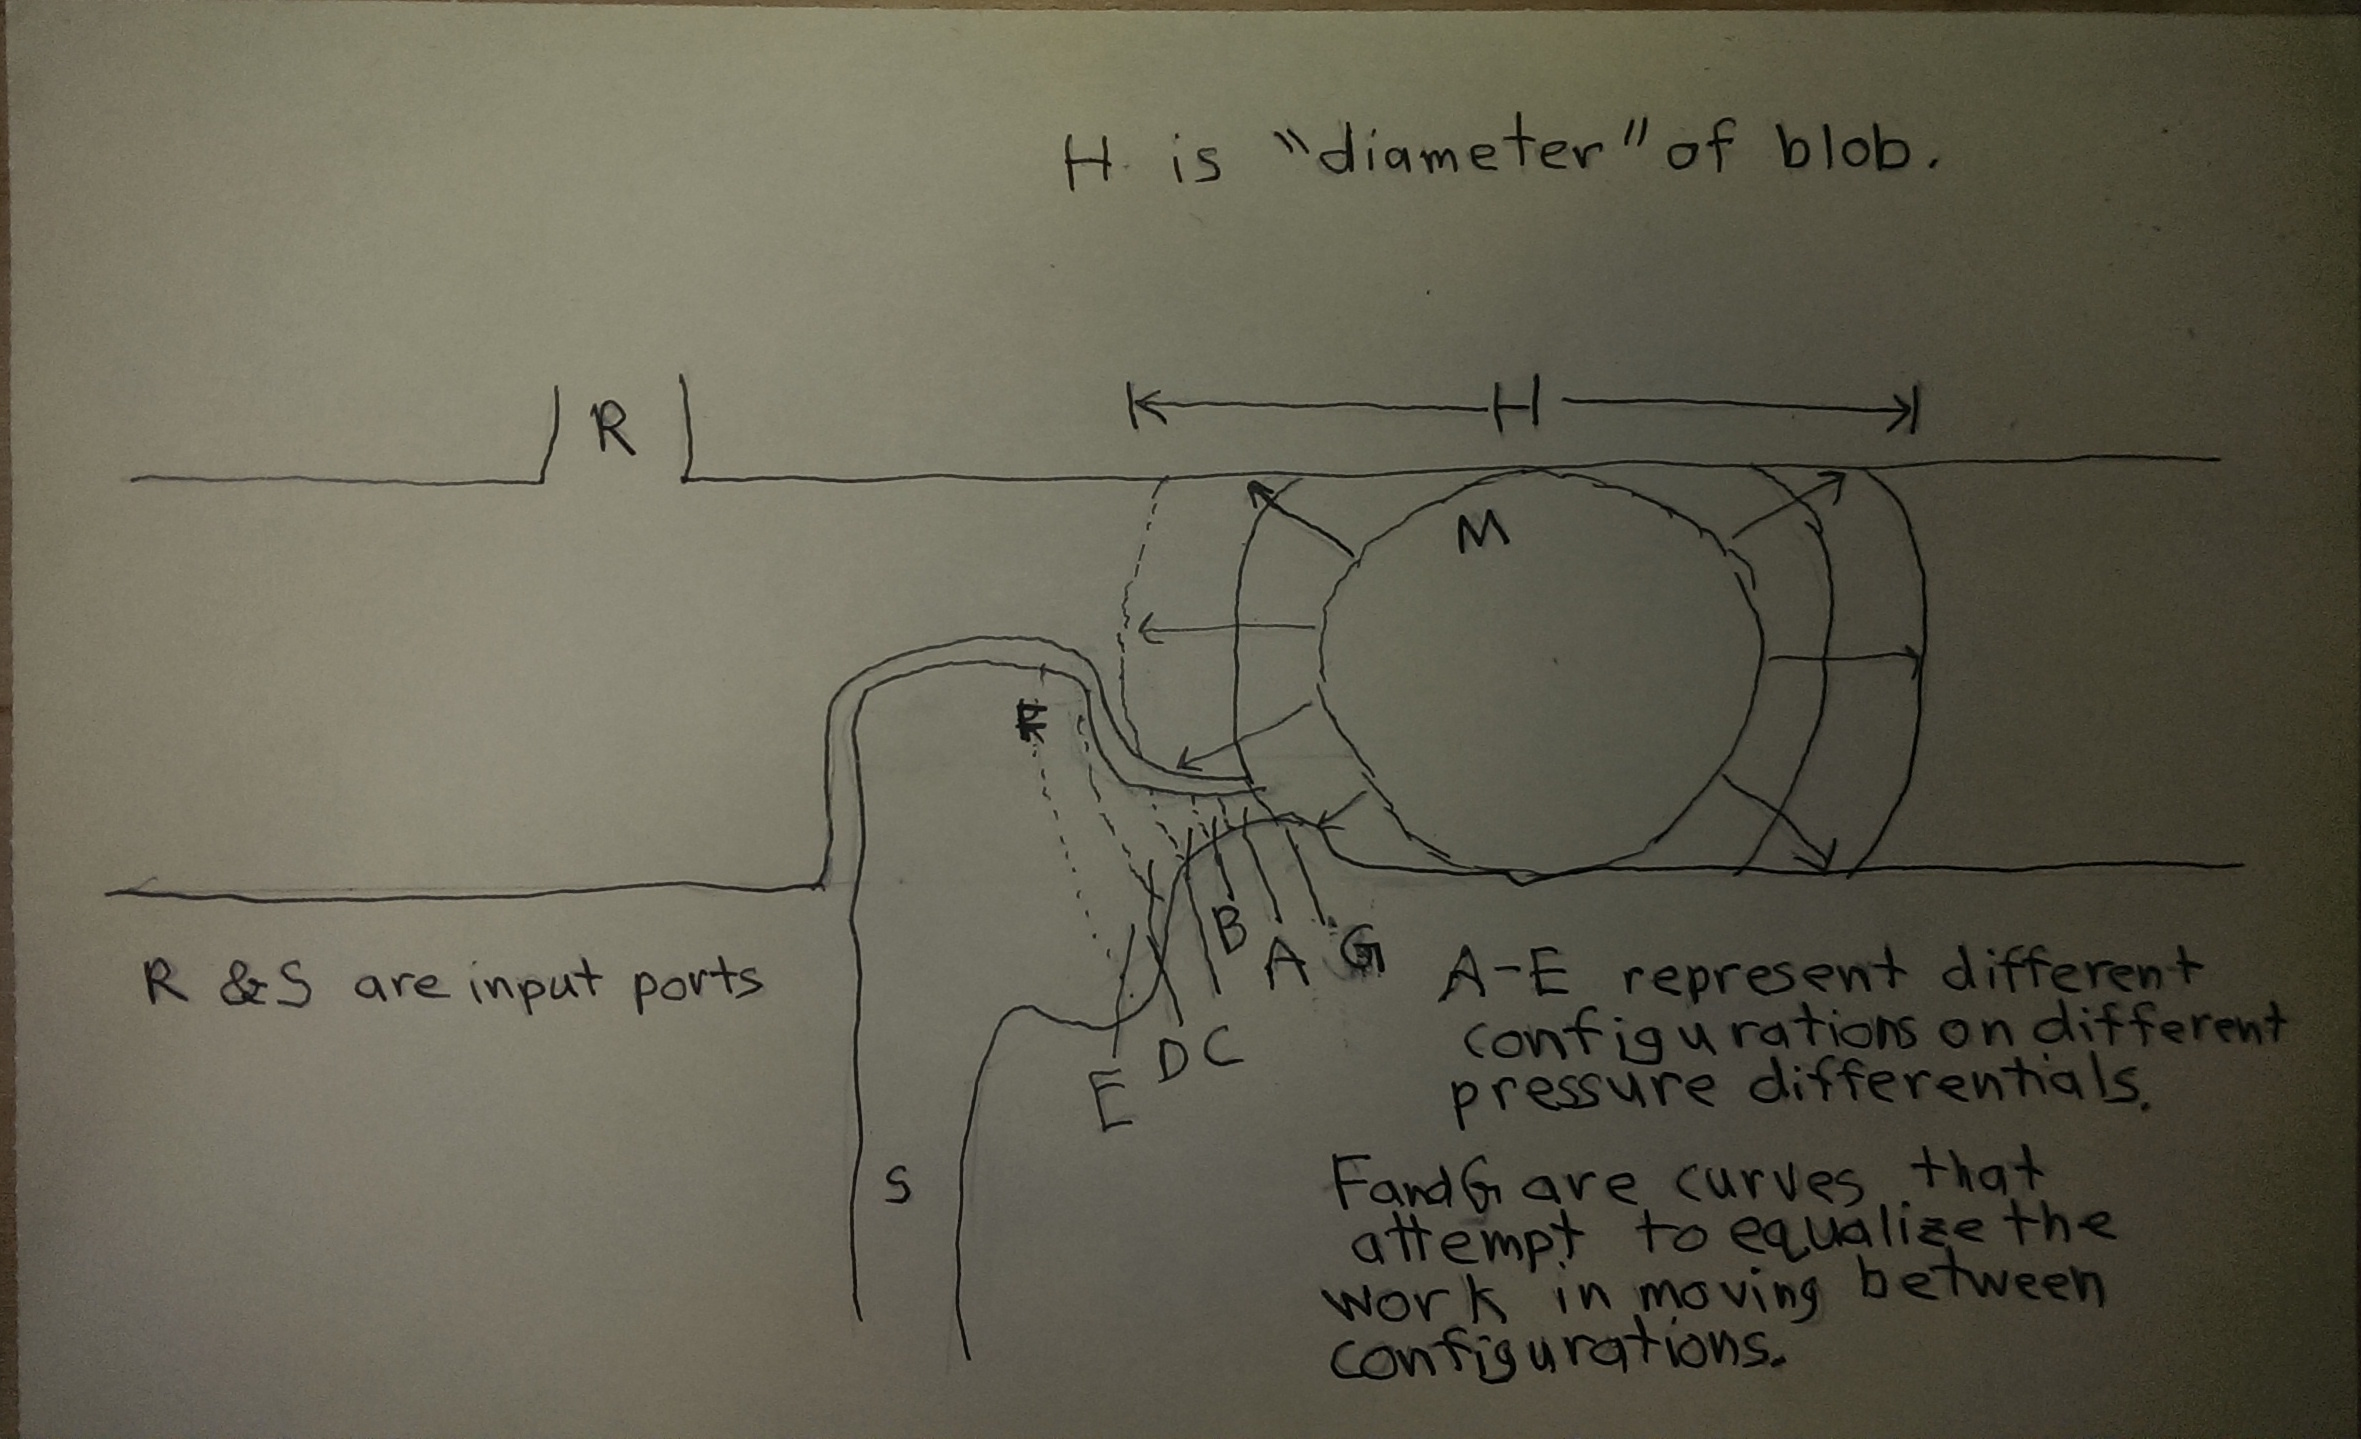 H is "diameter" of blob.
R
H
M
F
B
A
G
D
C
E
S
R & S are input ports
A-E represent different
configurations on different
pressure differentials.
F and G are curves that
attempt to equalize the
work in moving between
configurations.